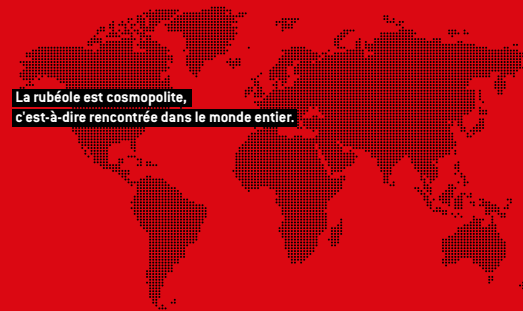 La rubéole est cosmopolite,
c'est-à-dire rencontrée dans le monde entier.